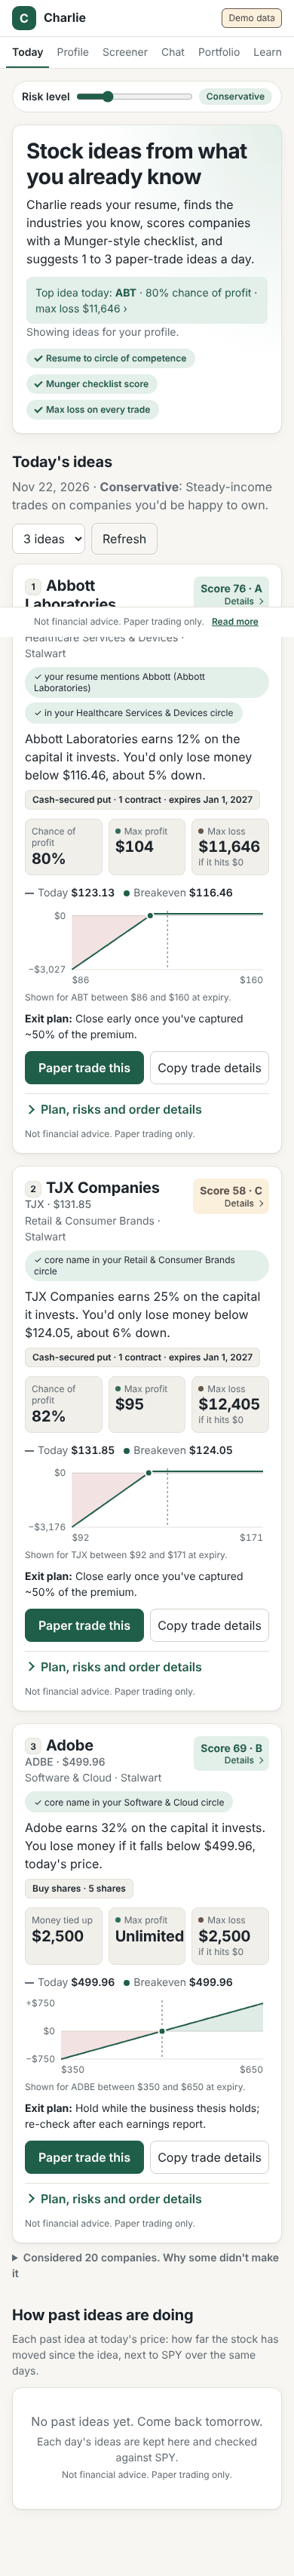 C Charlie Demo data
Today Profile Screener Chat Portfolio Learn
Risk level Conservative
Stock ideas from what
you already know
Charlie reads your resume, finds the
industries you know, scores companies
with a Munger-style checklist, and
suggests 1 to 3 paper-trade ideas a day.
Top idea today: ABT · 80% chance of profit ·
max loss $11,646 ›
Showing ideas for your profile.
✓ Resume to circle of competence
✓ Munger checklist score
✓ Max loss on every trade
Today's ideas
Nov 22, 2026 · Conservative: Steady-income
trades on companies you'd be happy to own.
3 ideas Refresh
1 Abbott Score 76 · A
Laboratories Details ›
Not financial advice. Paper trading only. Read more
Healthcare Services & Devices ·
Stalwart
✓ your resume mentions Abbott (Abbott
Laboratories)
✓ in your Healthcare Services & Devices circle
Abbott Laboratories earns 12% on the
capital it invests. You'd only lose money
below $116.46, about 5% down.
Cash-secured put · 1 contract · expires Jan 1, 2027
Chance of Max profit Max loss
profit $104 $11,646
80% if it hits $0
Today $123.13 Breakeven $116.46
$0
−$3,027
$86 $160
Shown for ABT between $86 and $160 at expiry.
Exit plan: Close early once you've captured
~50% of the premium.
Paper trade this Copy trade details
Plan, risks and order details
Not financial advice. Paper trading only.
2 TJX Companies Score 58 · C
TJX · $131.85 Details ›
Retail & Consumer Brands ·
Stalwart
✓ core name in your Retail & Consumer Brands
circle
TJX Companies earns 25% on the capital
it invests. You'd only lose money below
$124.05, about 6% down.
Cash-secured put · 1 contract · expires Jan 1, 2027
Chance of Max profit Max loss
profit $95 $12,405
82% if it hits $0
Today $131.85 Breakeven $124.05
$0
−$3,176
$92 $171
Shown for TJX between $92 and $171 at expiry.
Exit plan: Close early once you've captured
~50% of the premium.
Paper trade this Copy trade details
Plan, risks and order details
Not financial advice. Paper trading only.
3 Adobe Score 69 · B
ADBE · $499.96 Details ›
Software & Cloud · Stalwart
✓ core name in your Software & Cloud circle
Adobe earns 32% on the capital it invests.
You lose money if it falls below $499.96,
today's price.
Buy shares · 5 shares
Money tied up Max profit Max loss
$2,500 Unlimited $2,500
if it hits $0
Today $499.96 Breakeven $499.96
+$750
$0
−$750
$350 $650
Shown for ADBE between $350 and $650 at expiry.
Exit plan: Hold while the business thesis holds;
re-check after each earnings report.
Paper trade this Copy trade details
Plan, risks and order details
Not financial advice. Paper trading only.
Considered 20 companies. Why some didn't make
it
How past ideas are doing
Each past idea at today's price: how far the stock has
moved since the idea, next to SPY over the same
days.
No past ideas yet. Come back tomorrow.
Each day's ideas are kept here and checked
against SPY.
Not financial advice. Paper trading only.